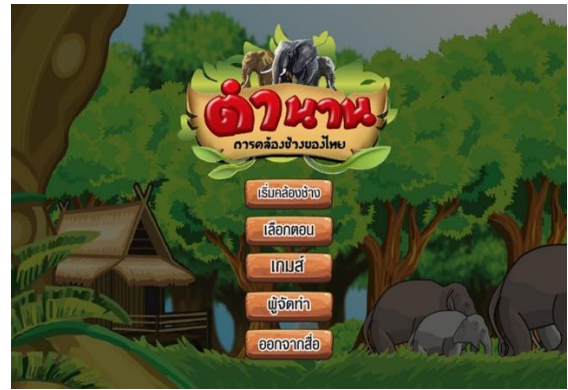 ตำนาน
การคล้องช้างของไทย
เริ่มคล้องช้าง
เลือกตอน
เกมส์
ผู้จัดทำ
ออกจากสื่อ